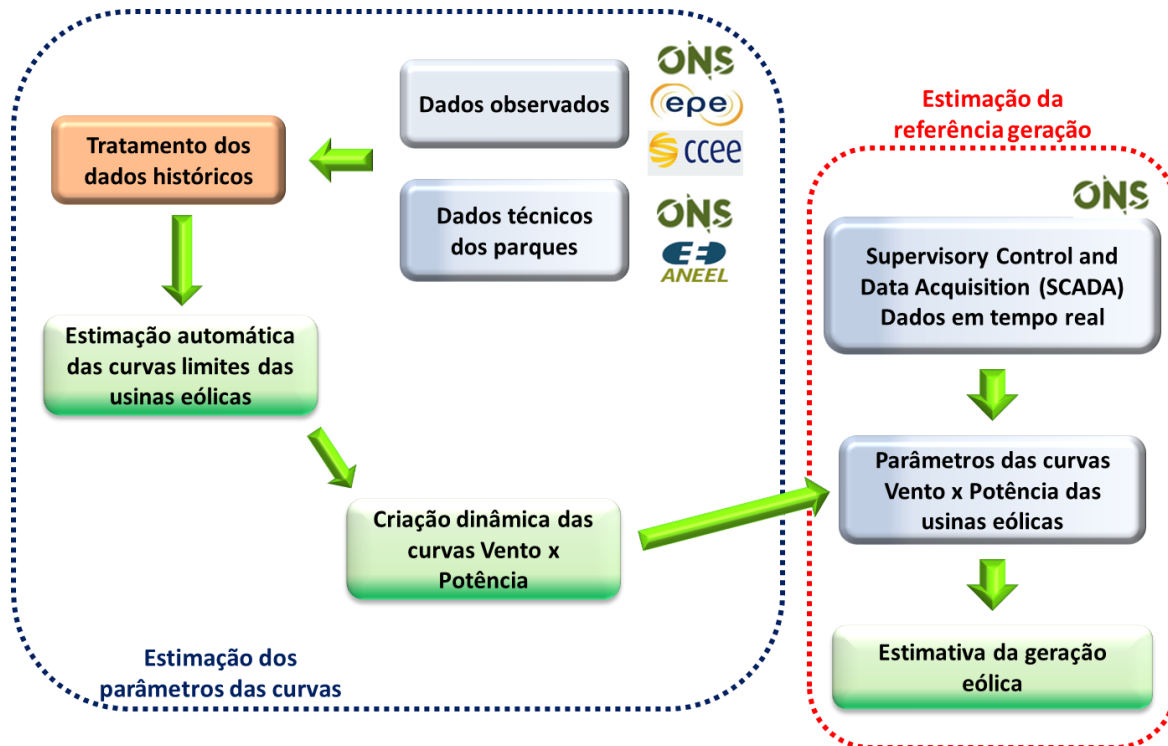 ONS
Dados observados
epe
ccee
Tratamento dos
dados históricos
Dados técnicos
dos parques
ONS
ANEEL
Estimação automática
das curvas limites das
usinas eólicas
Criação dinâmica das
curvas Vento x
Potência
Estimação dos
parâmetros das curvas
Estimação da
referência geração
ONS
Supervisory Control and
Data Acquisition (SCADA)
Dados em tempo real
Parâmetros das curvas
Vento x Potência das
usinas eólicas
Estimativa da geração
eólica